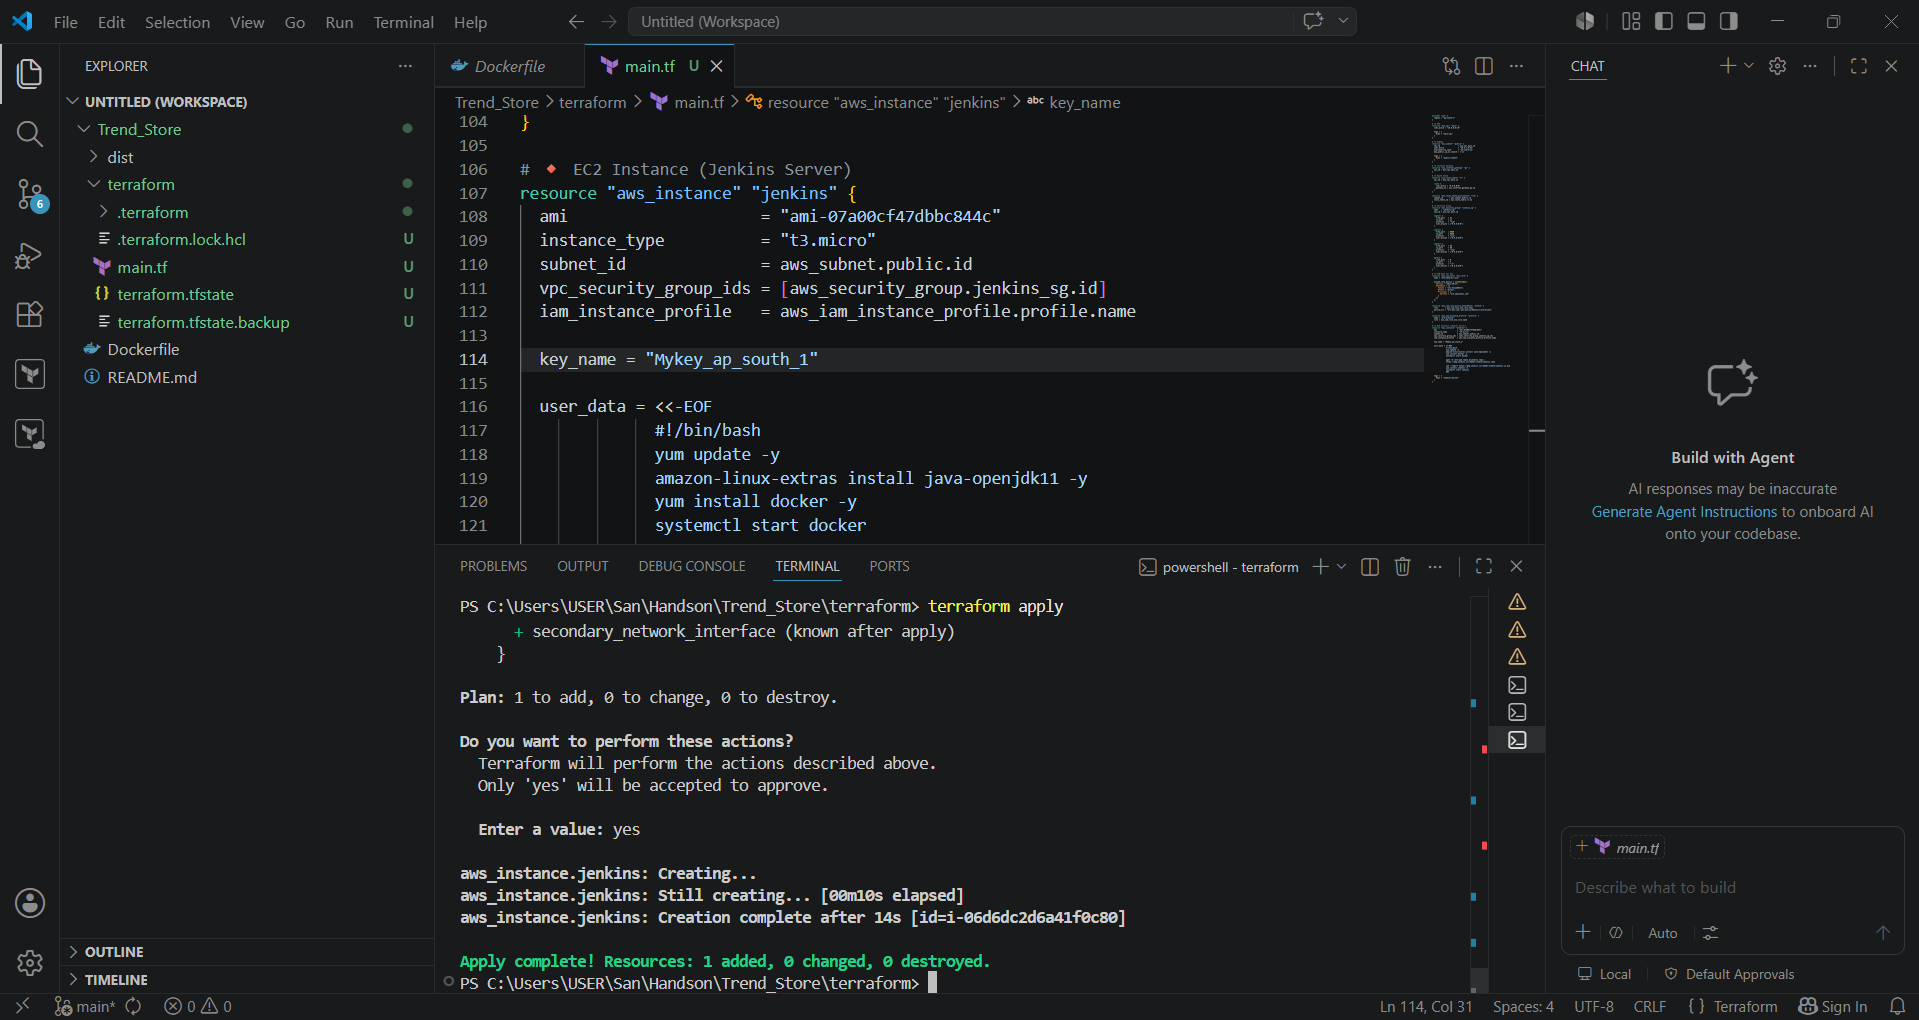 File Edit Selection View Go Run Terminal Help
Untitled (Workspace)
EXPLORER
UNTITLED (WORKSPACE)
Trend_Store
dist
terraform
.terraform
.terraform.lock.hcl U
main.tf U
terraform.tfstate U
terraform.tfstate.backup U
Dockerfile
README.md
6
OUTLINE
TIMELINE
Dockerfile
main.tf U
Trend_Store > terraform > main.tf > resource "aws_instance" "jenkins" > abc key_name
104 }
105
106 # 🔸 EC2 Instance (Jenkins Server)
107 resource "aws_instance" "jenkins" {
108 ami = "ami-07a00cf47dbbc844c"
109 instance_type = "t3.micro"
110 subnet_id = aws_subnet.public.id
111 vpc_security_group_ids = [aws_security_group.jenkins_sg.id]
112 iam_instance_profile = aws_iam_instance_profile.profile.name
113
114 key_name = "Mykey_ap_south_1"
115
116 user_data = <<-EOF
117 #!/bin/bash
118 yum update -y
119 amazon-linux-extras install java-openjdk11 -y
120 yum install docker -y
121 systemctl start docker
PROBLEMS OUTPUT DEBUG CONSOLE TERMINAL PORTS
powershell - terraform
PS C:\Users\USER\San\Handson\Trend_Store\terraform> terraform apply
+ secondary_network_interface (known after apply)
}
Plan: 1 to add, 0 to change, 0 to destroy.
Do you want to perform these actions?
Terraform will perform the actions described above.
Only 'yes' will be accepted to approve.
Enter a value: yes
aws_instance.jenkins: Creating...
aws_instance.jenkins: Still creating... [00m10s elapsed]
aws_instance.jenkins: Creation complete after 14s [id=i-06d6dc2d6a41f0c80]
Apply complete! Resources: 1 added, 0 changed, 0 destroyed.
PS C:\Users\USER\San\Handson\Trend_Store\terraform>
CHAT
Build with Agent
AI responses may be inaccurate
Generate Agent Instructions to onboard AI
onto your codebase.
main.tf
Describe what to build
Auto
Local
Default Approvals
main*
0 0
Ln 114, Col 31
Spaces: 4
UTF-8
CRLF
{ } Terraform
Sign In